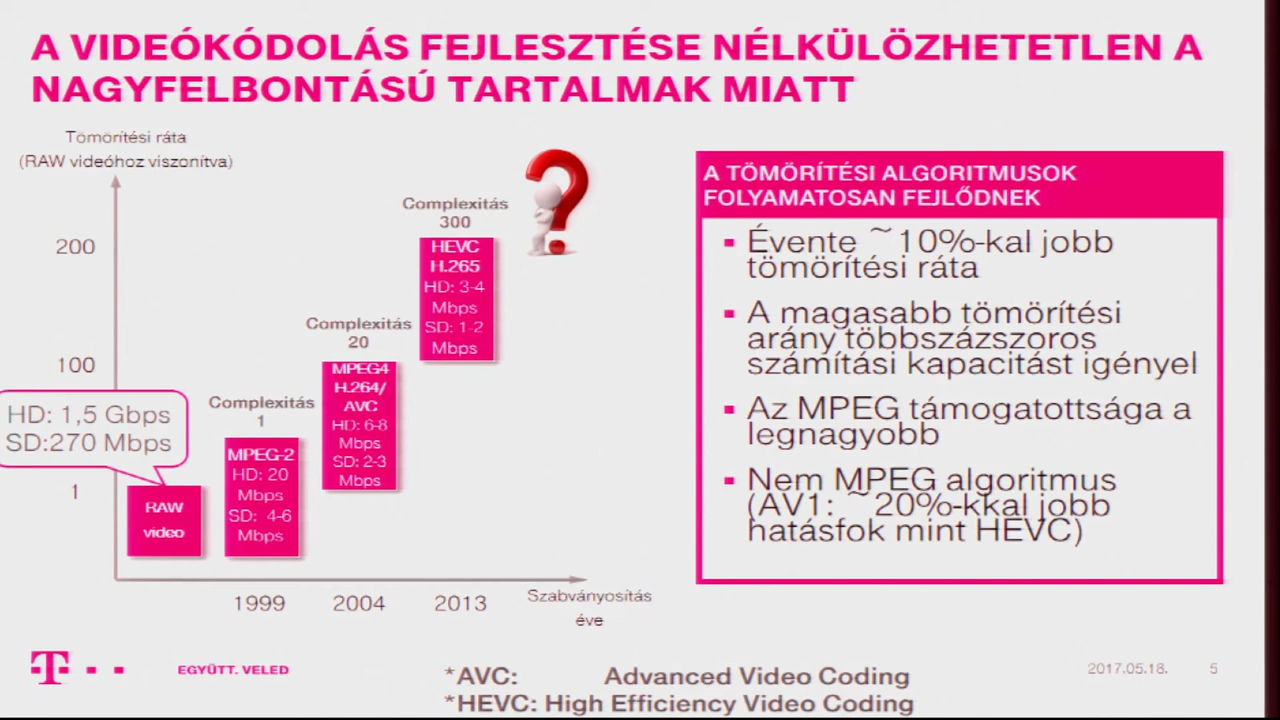 A VIDEÓKÓDOLÁS FEJLESZTÉSE NÉLKÜLÖZHETETLEN A
NAGYFELBONTÁSÚ TARTALMAK MIATT
Tömörítési ráta
(RAW videóhoz viszonítva)
200
100
1
HD: 1,5 Gbps
SD:270 Mbps
RAW
video
Complexitás
1
MPEG-2
HD: 20
Mbps
SD: 4-6
Mbps
Complexitás
20
MPEG4
H.264/
AVC
HD: 6-8
Mbps
SD: 2-3
Mbps
Complexitás
300
HEVC
H.265
HD: 3-4
Mbps
SD: 1-2
Mbps
1999
2004
2013
Szabványosítás
éve
A TÖMÖRÍTÉSI ALGORITMUSOK
FOLYAMATOSAN FEJLŐDNEK
▪ Évente ~10%-kal jobb
tömörítési ráta
▪ A magasabb tömörítési
arány többszázszoros
számítási kapacitást igényel
▪ Az MPEG támogatottsága a
legnagyobb
▪ Nem MPEG algoritmus
(AV1: ~20%-kkal jobb
hatásfok mint HEVC)
T
EGYÜTT. VELED
*AVC: Advanced Video Coding
*HEVC: High Efficiency Video Coding
2017.05.18. 5